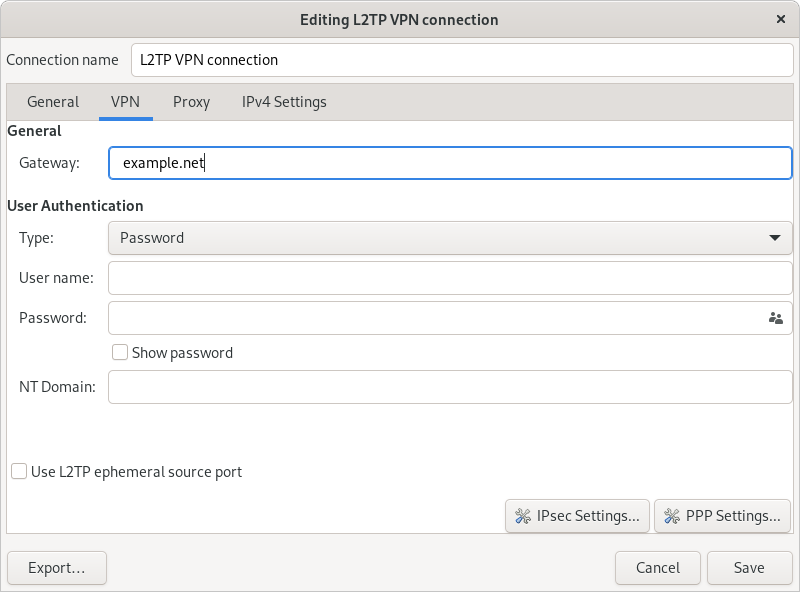 Editing L2TP VPN connection
Connection name L2TP VPN connection
General VPN Proxy IPv4 Settings
General
Gateway: example.net
User Authentication
Type: Password
User name:
Password:
Show password
NT Domain:
Use L2TP ephemeral source port
IPsec Settings... PPP Settings...
Export... Cancel Save